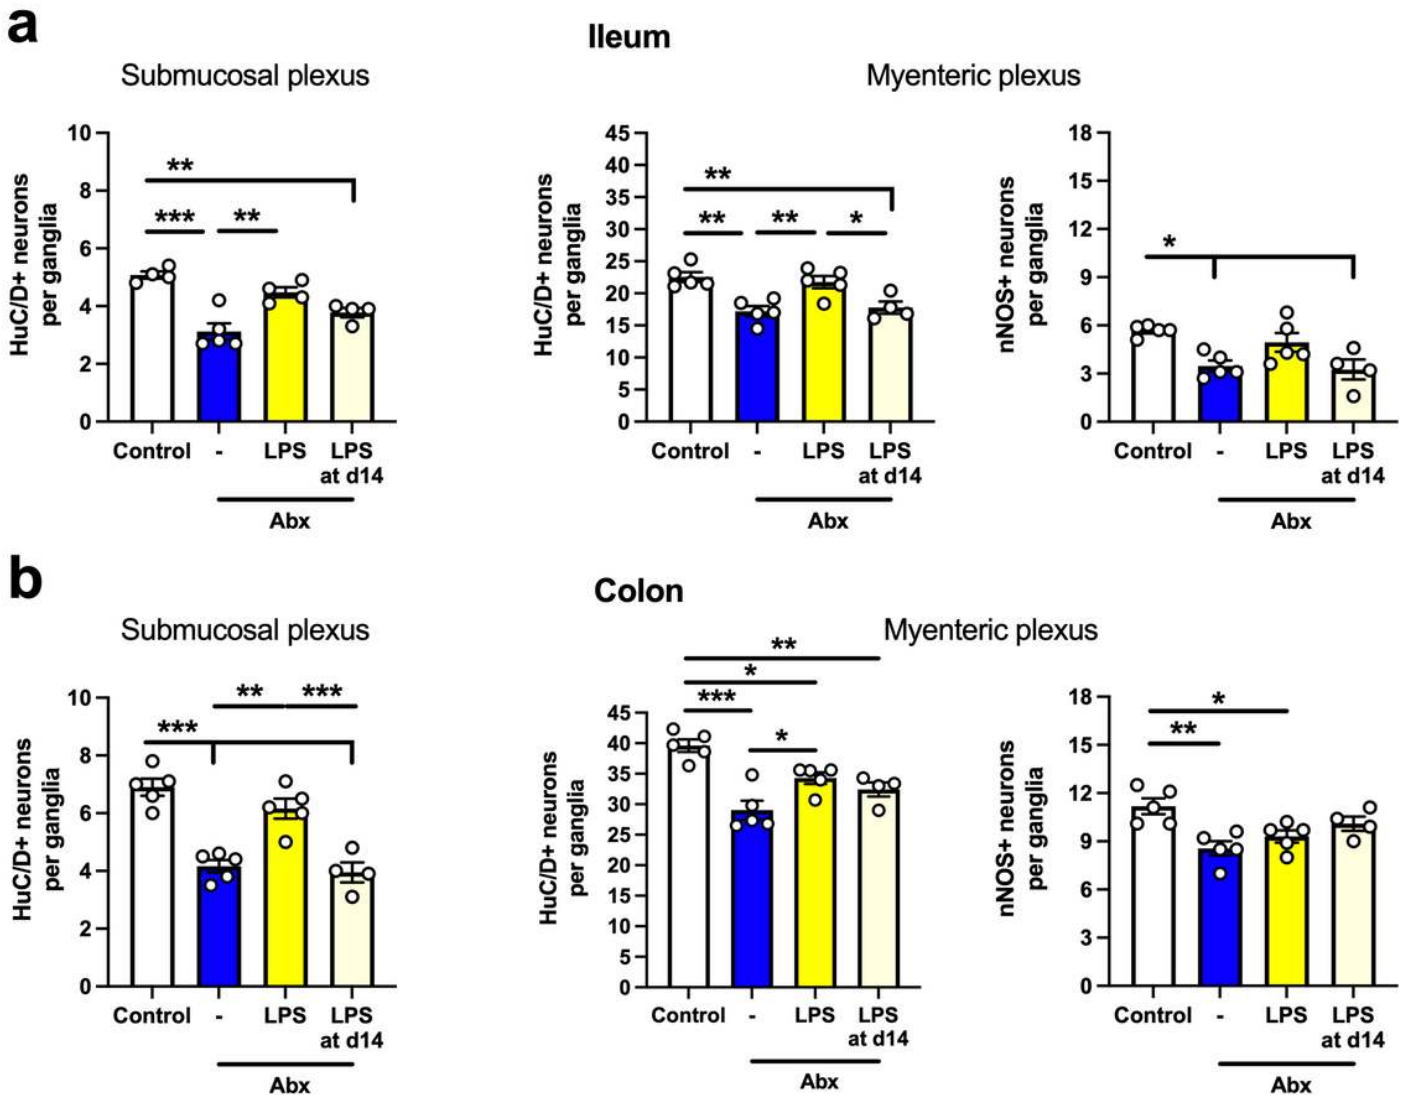 a
Ileum
Submucosal plexus
Myenteric plexus
HuC/D+ neurons
per ganglia
10
8
6
4
2
0
**
***
**
Control
-
LPS
LPS
at d14
Abx
HuC/D+ neurons
per ganglia
45
40
35
30
25
20
15
10
5
0
**
**
**
*
Control
-
LPS
LPS
at d14
Abx
nNOS+ neurons
per ganglia
18
15
12
9
6
3
0
*
Control
-
LPS
LPS
at d14
Abx
b
Colon
Submucosal plexus
Myenteric plexus
HuC/D+ neurons
per ganglia
10
8
6
4
2
0
**
***
***
Control
-
LPS
LPS
at d14
Abx
HuC/D+ neurons
per ganglia
45
40
35
30
25
20
15
10
5
0
**
*
***
*
Control
-
LPS
LPS
at d14
Abx
nNOS+ neurons
per ganglia
18
15
12
9
6
3
0
*
**
Control
-
LPS
LPS
at d14
Abx